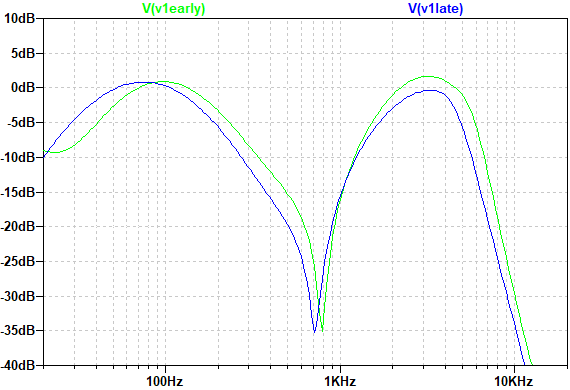 V(v1early) V(v1late)
10dB
5dB
0dB
-5dB
-10dB
-15dB
-20dB
-25dB
-30dB
-35dB
-40dB
100Hz 1KHz 10KHz